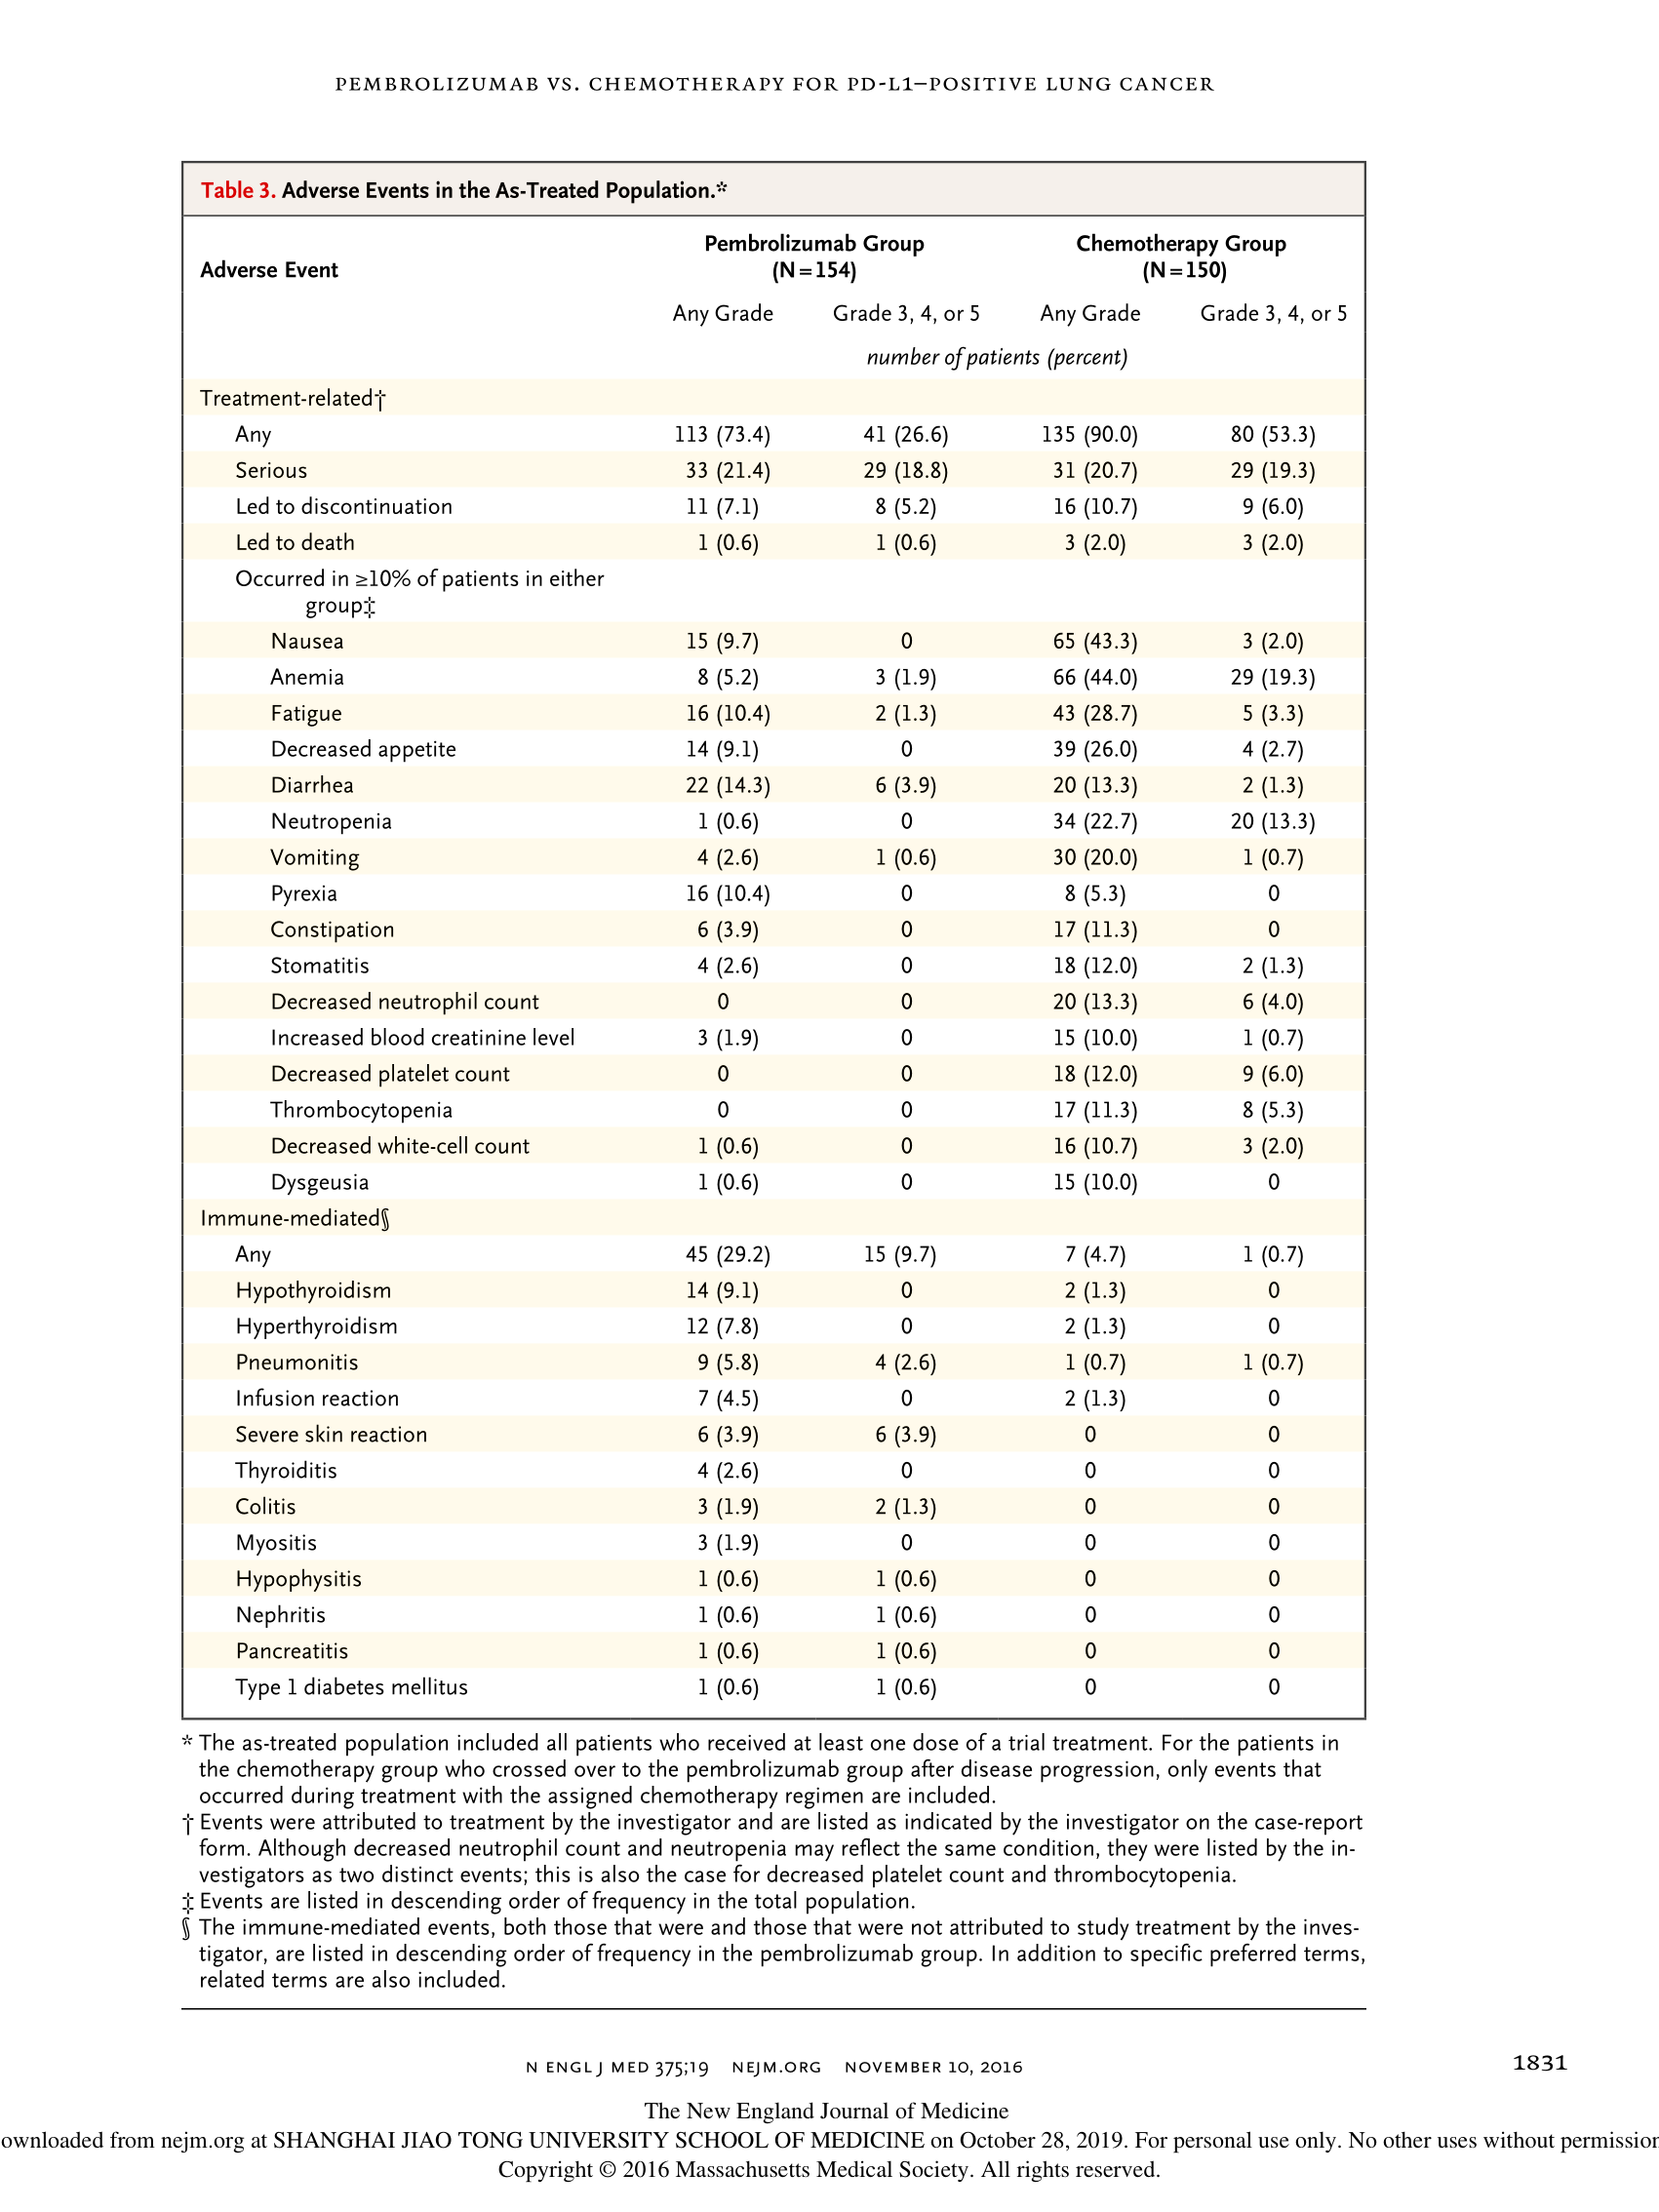 PEMBROLIZUMAB VS. CHEMOTHERAPY FOR PD-L1–POSITIVE LUNG CANCER
Table 3. Adverse Events in the As-Treated Population.*
Adverse Event Pembrolizumab Group (N=154) Chemotherapy Group (N=150)
Any Grade Grade 3, 4, or 5 Any Grade Grade 3, 4, or 5
number of patients (percent)
Treatment-related†
Any 113 (73.4) 41 (26.6) 135 (90.0) 80 (53.3)
Serious 33 (21.4) 29 (18.8) 31 (20.7) 29 (19.3)
Led to discontinuation 11 (7.1) 8 (5.2) 16 (10.7) 9 (6.0)
Led to death 1 (0.6) 1 (0.6) 3 (2.0) 3 (2.0)
Occurred in ≥10% of patients in either
group‡
Nausea 15 (9.7) 0 65 (43.3) 3 (2.0)
Anemia 8 (5.2) 3 (1.9) 66 (44.0) 29 (19.3)
Fatigue 16 (10.4) 2 (1.3) 43 (28.7) 5 (3.3)
Decreased appetite 14 (9.1) 0 39 (26.0) 4 (2.7)
Diarrhea 22 (14.3) 6 (3.9) 20 (13.3) 2 (1.3)
Neutropenia 1 (0.6) 0 34 (22.7) 20 (13.3)
Vomiting 4 (2.6) 1 (0.6) 30 (20.0) 1 (0.7)
Pyrexia 16 (10.4) 0 8 (5.3) 0
Constipation 6 (3.9) 0 17 (11.3) 0
Stomatitis 4 (2.6) 0 18 (12.0) 2 (1.3)
Decreased neutrophil count 0 0 20 (13.3) 6 (4.0)
Increased blood creatinine level 3 (1.9) 0 15 (10.0) 1 (0.7)
Decreased platelet count 0 0 18 (12.0) 9 (6.0)
Thrombocytopenia 0 0 17 (11.3) 8 (5.3)
Decreased white-cell count 1 (0.6) 0 16 (10.7) 3 (2.0)
Dysgeusia 1 (0.6) 0 15 (10.0) 0
Immune-mediated§
Any 45 (29.2) 15 (9.7) 7 (4.7) 1 (0.7)
Hypothyroidism 14 (9.1) 0 2 (1.3) 0
Hyperthyroidism 12 (7.8) 0 2 (1.3) 0
Pneumonitis 9 (5.8) 4 (2.6) 1 (0.7) 1 (0.7)
Infusion reaction 7 (4.5) 0 2 (1.3) 0
Severe skin reaction 6 (3.9) 6 (3.9) 0 0
Thyroiditis 4 (2.6) 0 0 0
Colitis 3 (1.9) 2 (1.3) 0 0
Myositis 3 (1.9) 0 0 0
Hypophysitis 1 (0.6) 1 (0.6) 0 0
Nephritis 1 (0.6) 1 (0.6) 0 0
Pancreatitis 1 (0.6) 1 (0.6) 0 0
Type 1 diabetes mellitus 1 (0.6) 1 (0.6) 0 0
* The as-treated population included all patients who received at least one dose of a trial treatment. For the patients in
the chemotherapy group who crossed over to the pembrolizumab group after disease progression, only events that
occurred during treatment with the assigned chemotherapy regimen are included.
† Events were attributed to treatment by the investigator and are listed as indicated by the investigator on the case-report
form. Although decreased neutrophil count and neutropenia may reflect the same condition, they were listed by the in-
vestigators as two distinct events; this is also the case for decreased platelet count and thrombocytopenia.
‡ Events are listed in descending order of frequency in the total population.
§ The immune-mediated events, both those that were and those that were not attributed to study treatment by the inves-
tigator, are listed in descending order of frequency in the pembrolizumab group. In addition to specific preferred terms,
related terms are also included.
N ENGL J MED 375;19 NEJM.ORG NOVEMBER 10, 2016 1831
The New England Journal of Medicine
ownloaded from nejm.org at SHANGHAI JIAO TONG UNIVERSITY SCHOOL OF MEDICINE on October 28, 2019. For personal use only. No other uses without permission
Copyright © 2016 Massachusetts Medical Society. All rights reserved.